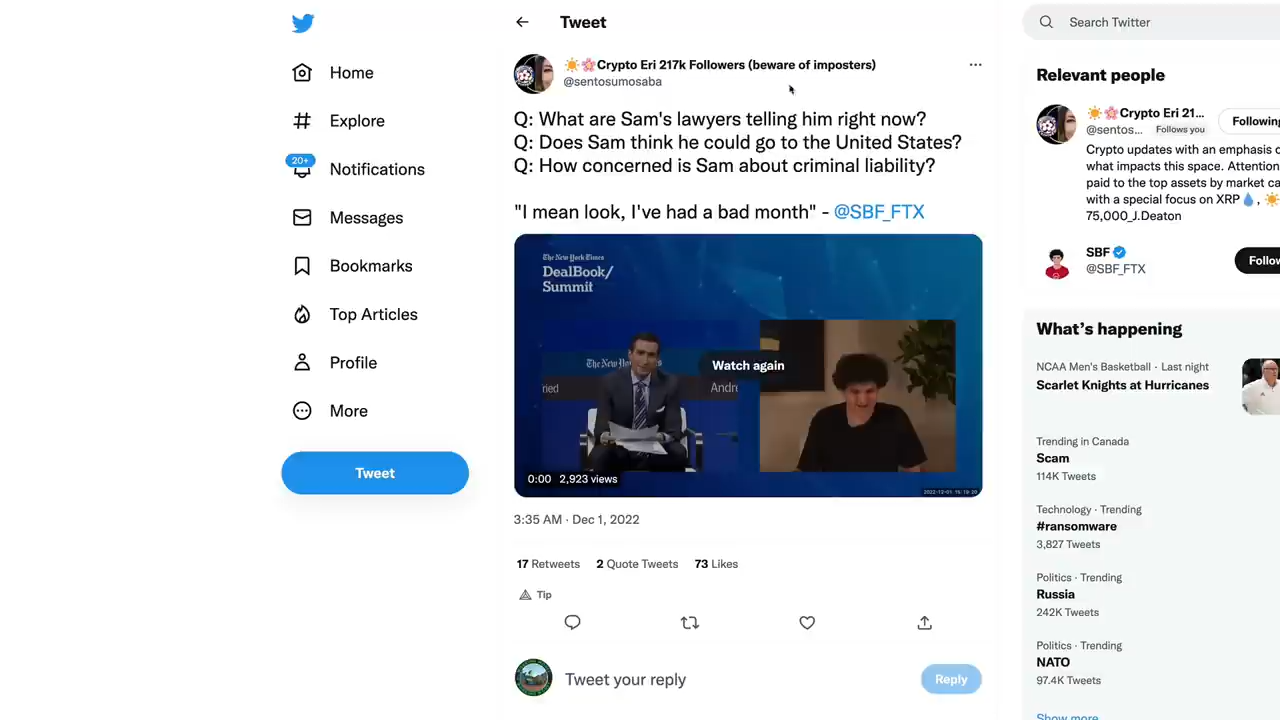 Home
Explore
20+
Notifications
Messages
Bookmarks
Top Articles
Profile
More
Tweet
Tweet
☀️🌸Crypto Eri 217k Followers (beware of imposters)
@sentosumosaba
Q: What are Sam's lawyers telling him right now?
Q: Does Sam think he could go to the United States?
Q: How concerned is Sam about criminal liability?
"I mean look, I've had a bad month" - @SBF_FTX
The New York Times
DealBook/
Summit
ried
Andr
Watch again
0:00 2,923 views
3:35 AM · Dec 1, 2022
17 Retweets 2 Quote Tweets 73 Likes
Tip
Tweet your reply
Reply
Search Twitter
Relevant people
☀️🌸Crypto Eri 21...
@sentos... Follows you
Following
Crypto updates with an emphasis o
what impacts this space. Attention
paid to the top assets by market ca
with a special focus on XRP💧, ☀️
75,000_J.Deaton
SBF
@SBF_FTX
Follow
What's happening
NCAA Men's Basketball · Last night
Scarlet Knights at Hurricanes
Trending in Canada
Scam
114K Tweets
Technology · Trending
#ransomware
3,827 Tweets
Politics · Trending
Russia
242K Tweets
Politics · Trending
NATO
97.4K Tweets
Show more